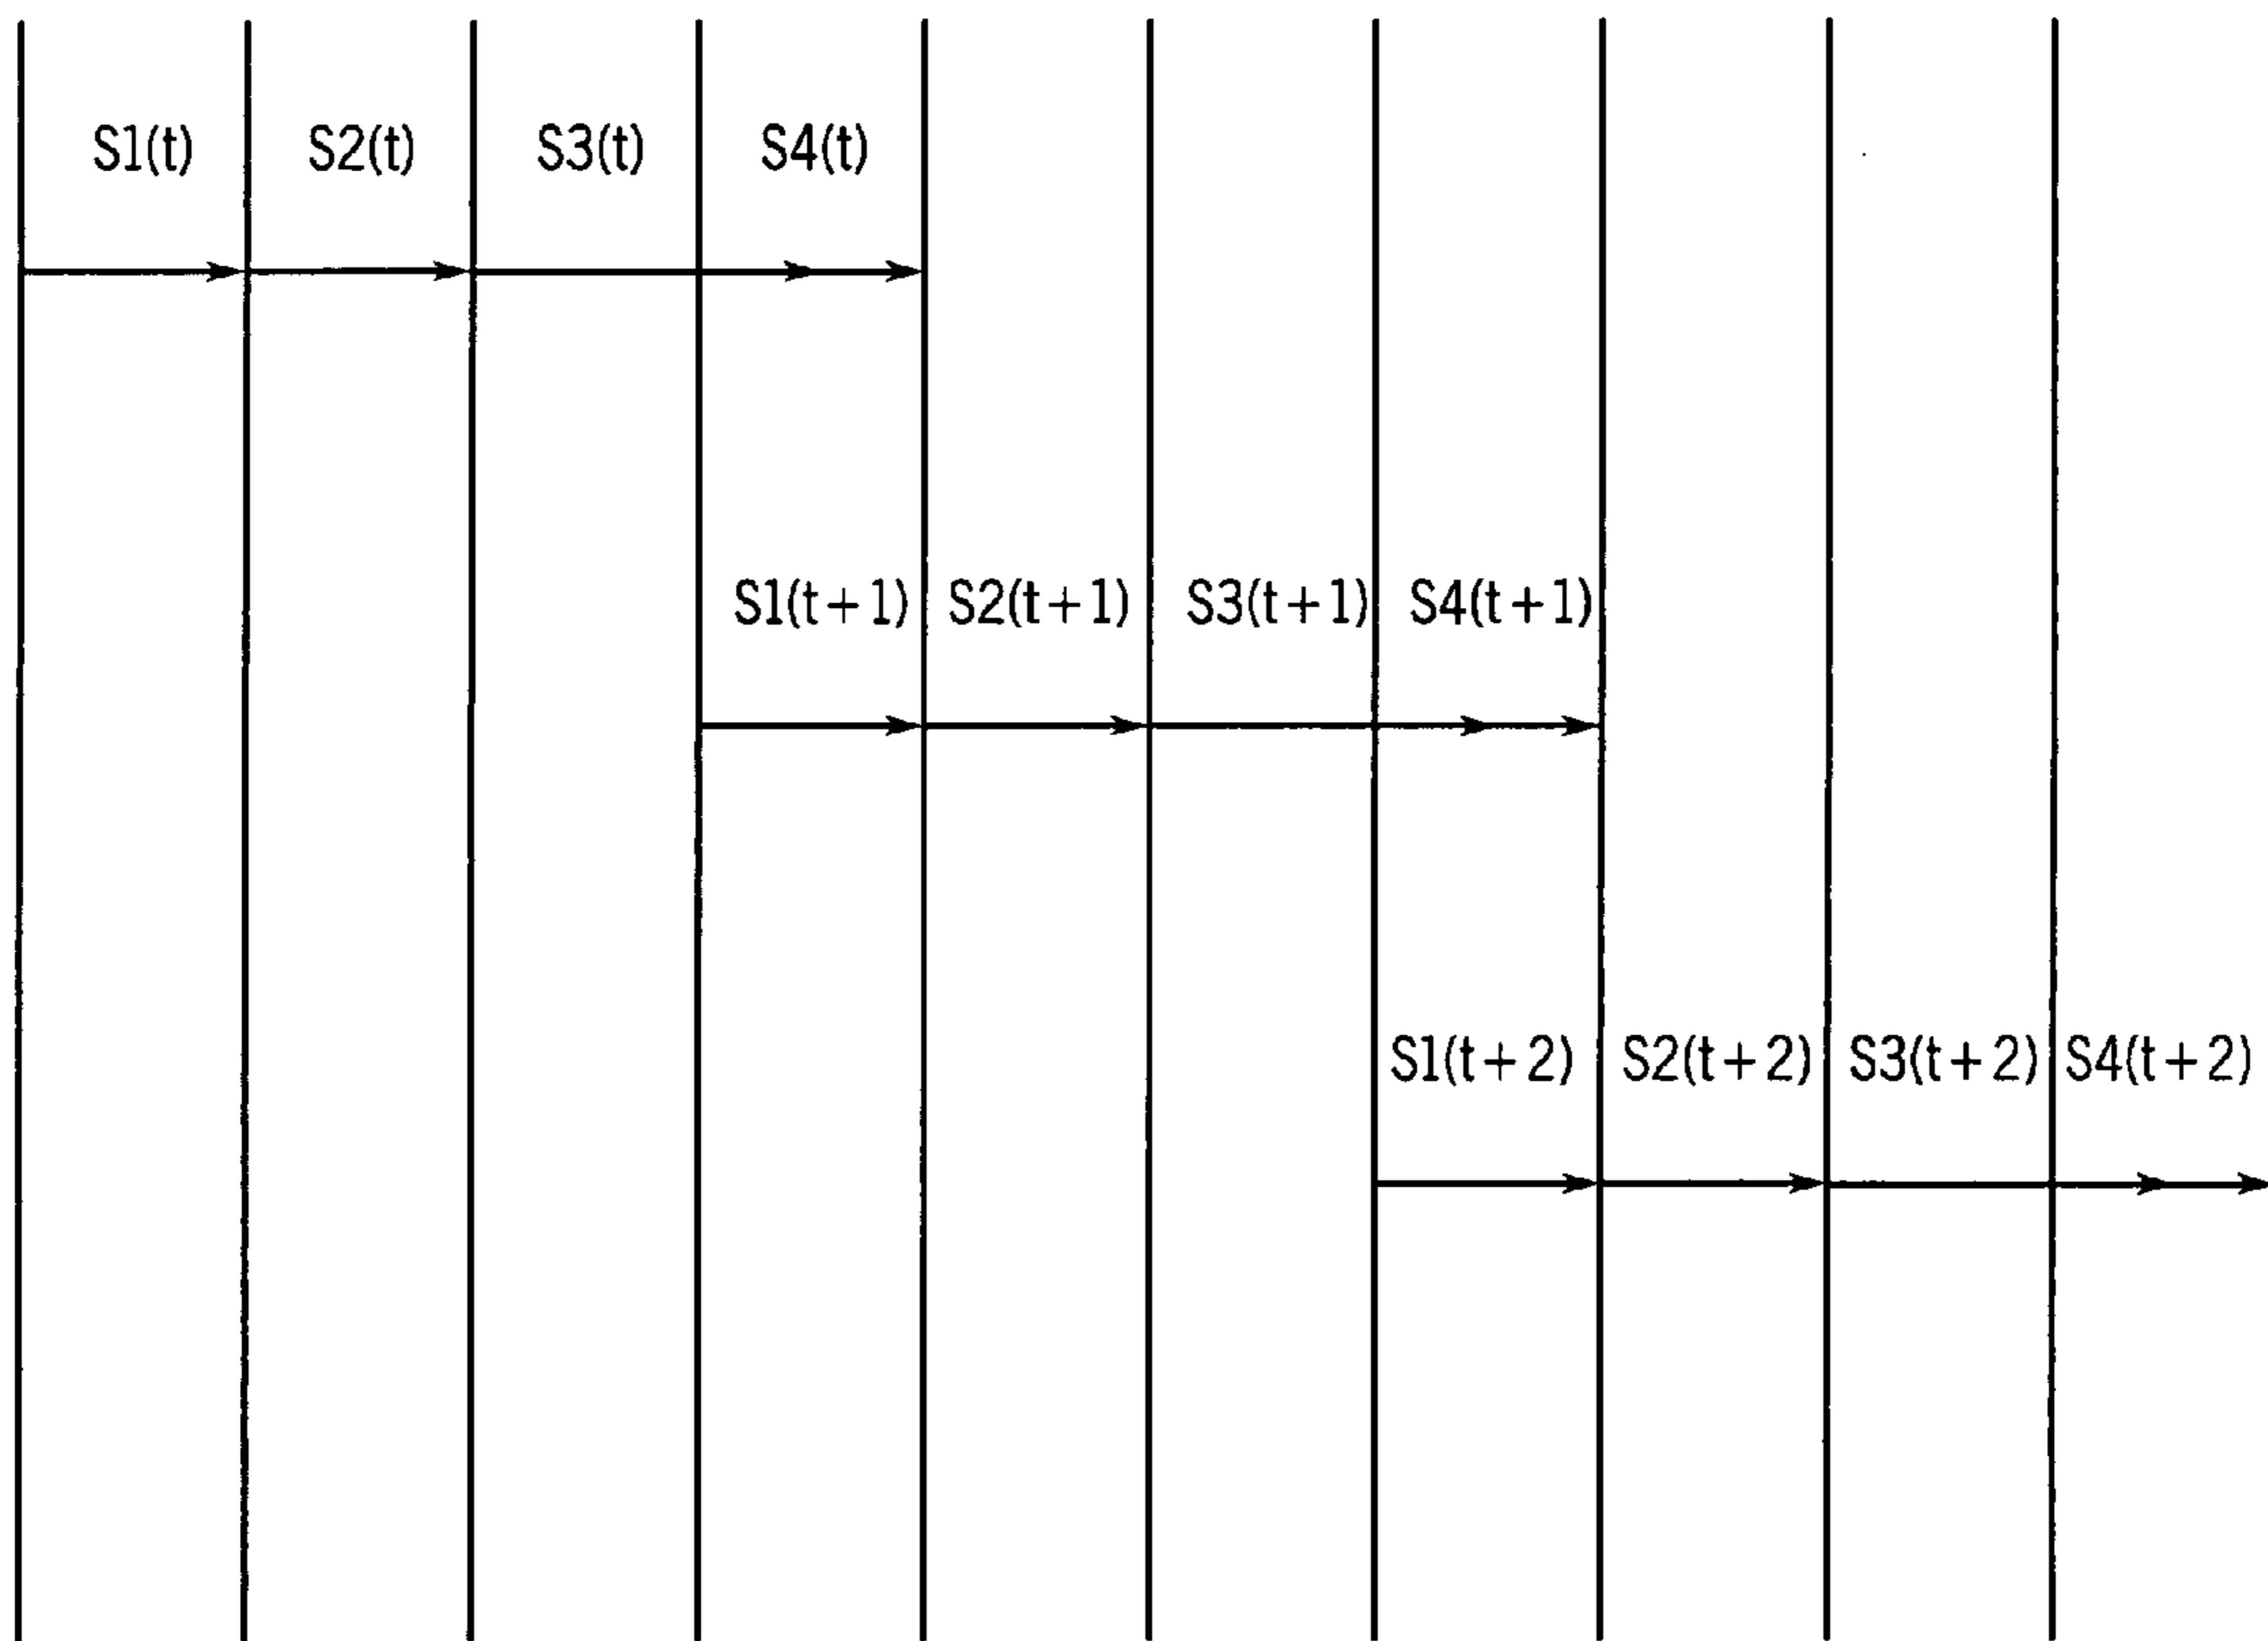 S1(t) S2(t) S3(t) S4(t)
S1(t+1) S2(t+1) S3(t+1) S4(t+1)
S1(t+2) S2(t+2) S3(t+2) S4(t+2)